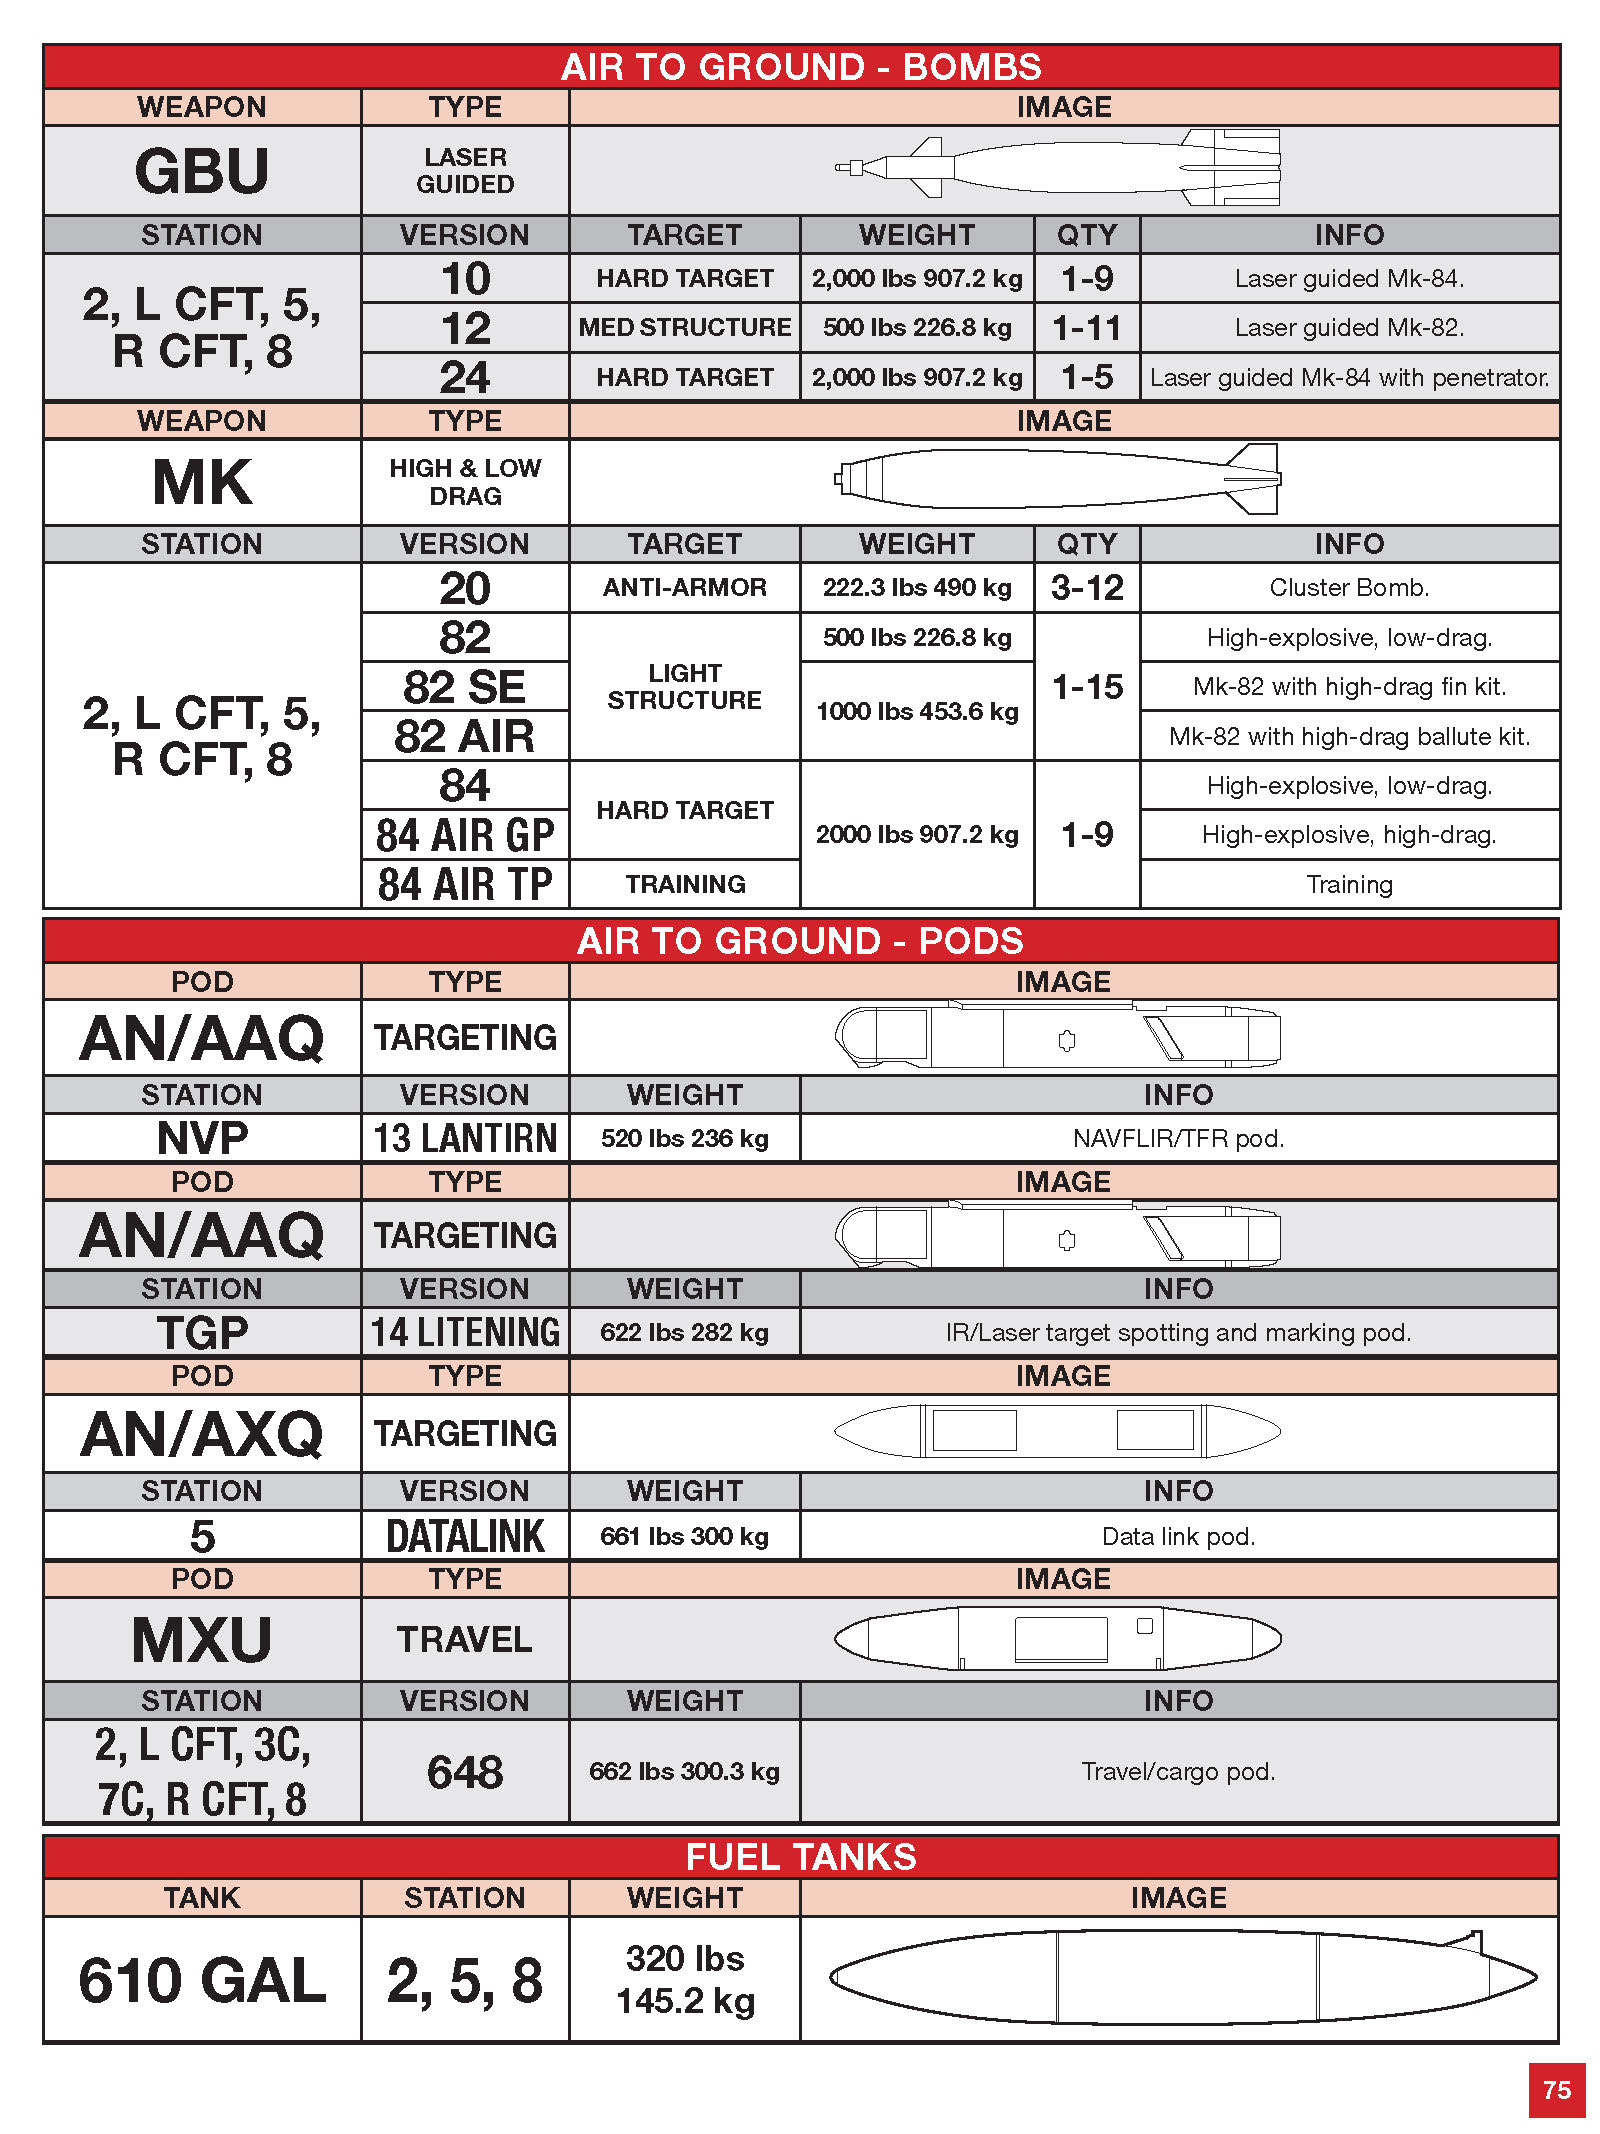 AIR TO GROUND - BOMBS
WEAPON TYPE IMAGE
GBU LASER
GUIDED
STATION VERSION TARGET WEIGHT QTY INFO
2, L CFT, 5,
R CFT, 8
10 HARD TARGET 2,000 lbs 907.2 kg 1-9 Laser guided Mk-84.
12 MED STRUCTURE 500 lbs 226.8 kg 1-11 Laser guided Mk-82.
24 HARD TARGET 2,000 lbs 907.2 kg 1-5 Laser guided Mk-84 with penetrator.
WEAPON TYPE IMAGE
MK HIGH & LOW
DRAG
STATION VERSION TARGET WEIGHT QTY INFO
2, L CFT, 5,
R CFT, 8
20 ANTI-ARMOR 222.3 lbs 490 kg 3-12 Cluster Bomb.
82 LIGHT
STRUCTURE 500 lbs 226.8 kg 1-15 High-explosive, low-drag.
82 SE 1000 lbs 453.6 kg Mk-82 with high-drag fin kit.
82 AIR Mk-82 with high-drag ballute kit.
84 HARD TARGET 2000 lbs 907.2 kg 1-9 High-explosive, low-drag.
84 AIR GP High-explosive, high-drag.
84 AIR TP TRAINING Training
AIR TO GROUND - PODS
POD TYPE IMAGE
AN/AAQ TARGETING
STATION VERSION WEIGHT INFO
NVP 13 LANTIRN 520 lbs 236 kg NAVFLIR/TFR pod.
POD TYPE IMAGE
AN/AAQ TARGETING
STATION VERSION WEIGHT INFO
TGP 14 LITENING 622 lbs 282 kg IR/Laser target spotting and marking pod.
POD TYPE IMAGE
AN/AXQ TARGETING
STATION VERSION WEIGHT INFO
5 DATALINK 661 lbs 300 kg Data link pod.
POD TYPE IMAGE
MXU TRAVEL
STATION VERSION WEIGHT INFO
2, L CFT, 3C,
7C, R CFT, 8
648 662 lbs 300.3 kg Travel/cargo pod.
FUEL TANKS
TANK STATION WEIGHT IMAGE
610 GAL 2, 5, 8 320 lbs
145.2 kg
75